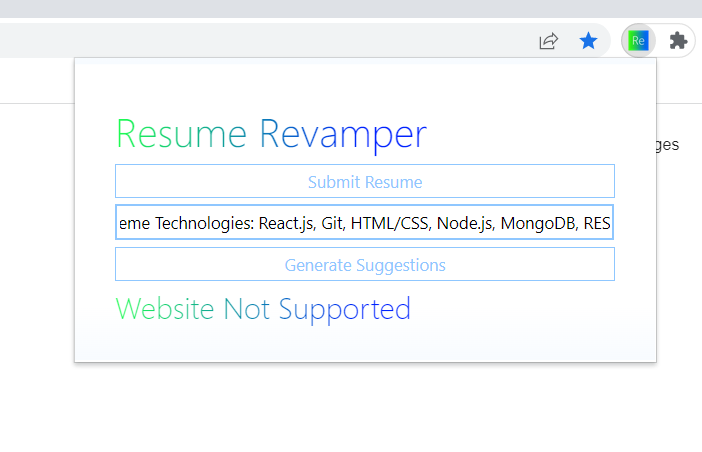 Re
Resume Revamper
ges
Submit Resume
eme Technologies: React.js, Git, HTML/CSS, Node.js, MongoDB, RES
Generate Suggestions
Website Not Supported